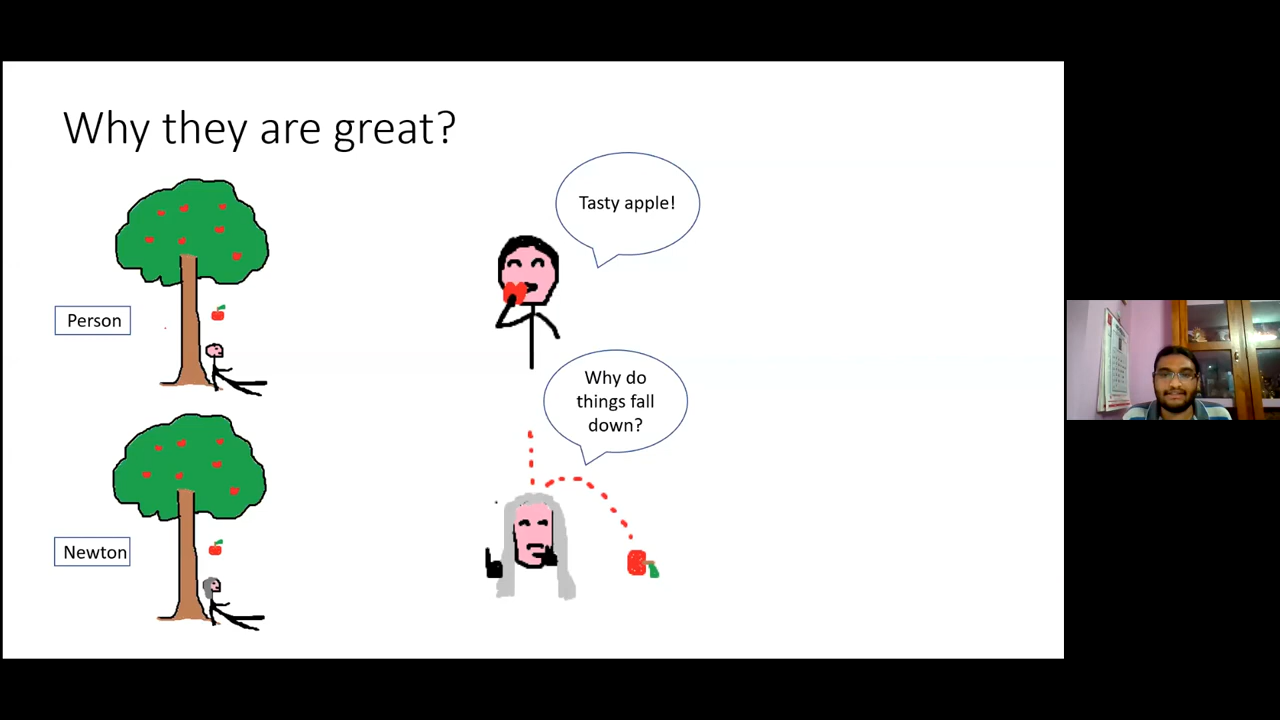 Why they are great?
Tasty apple!
Person
Why do
things fall
down?
Newton